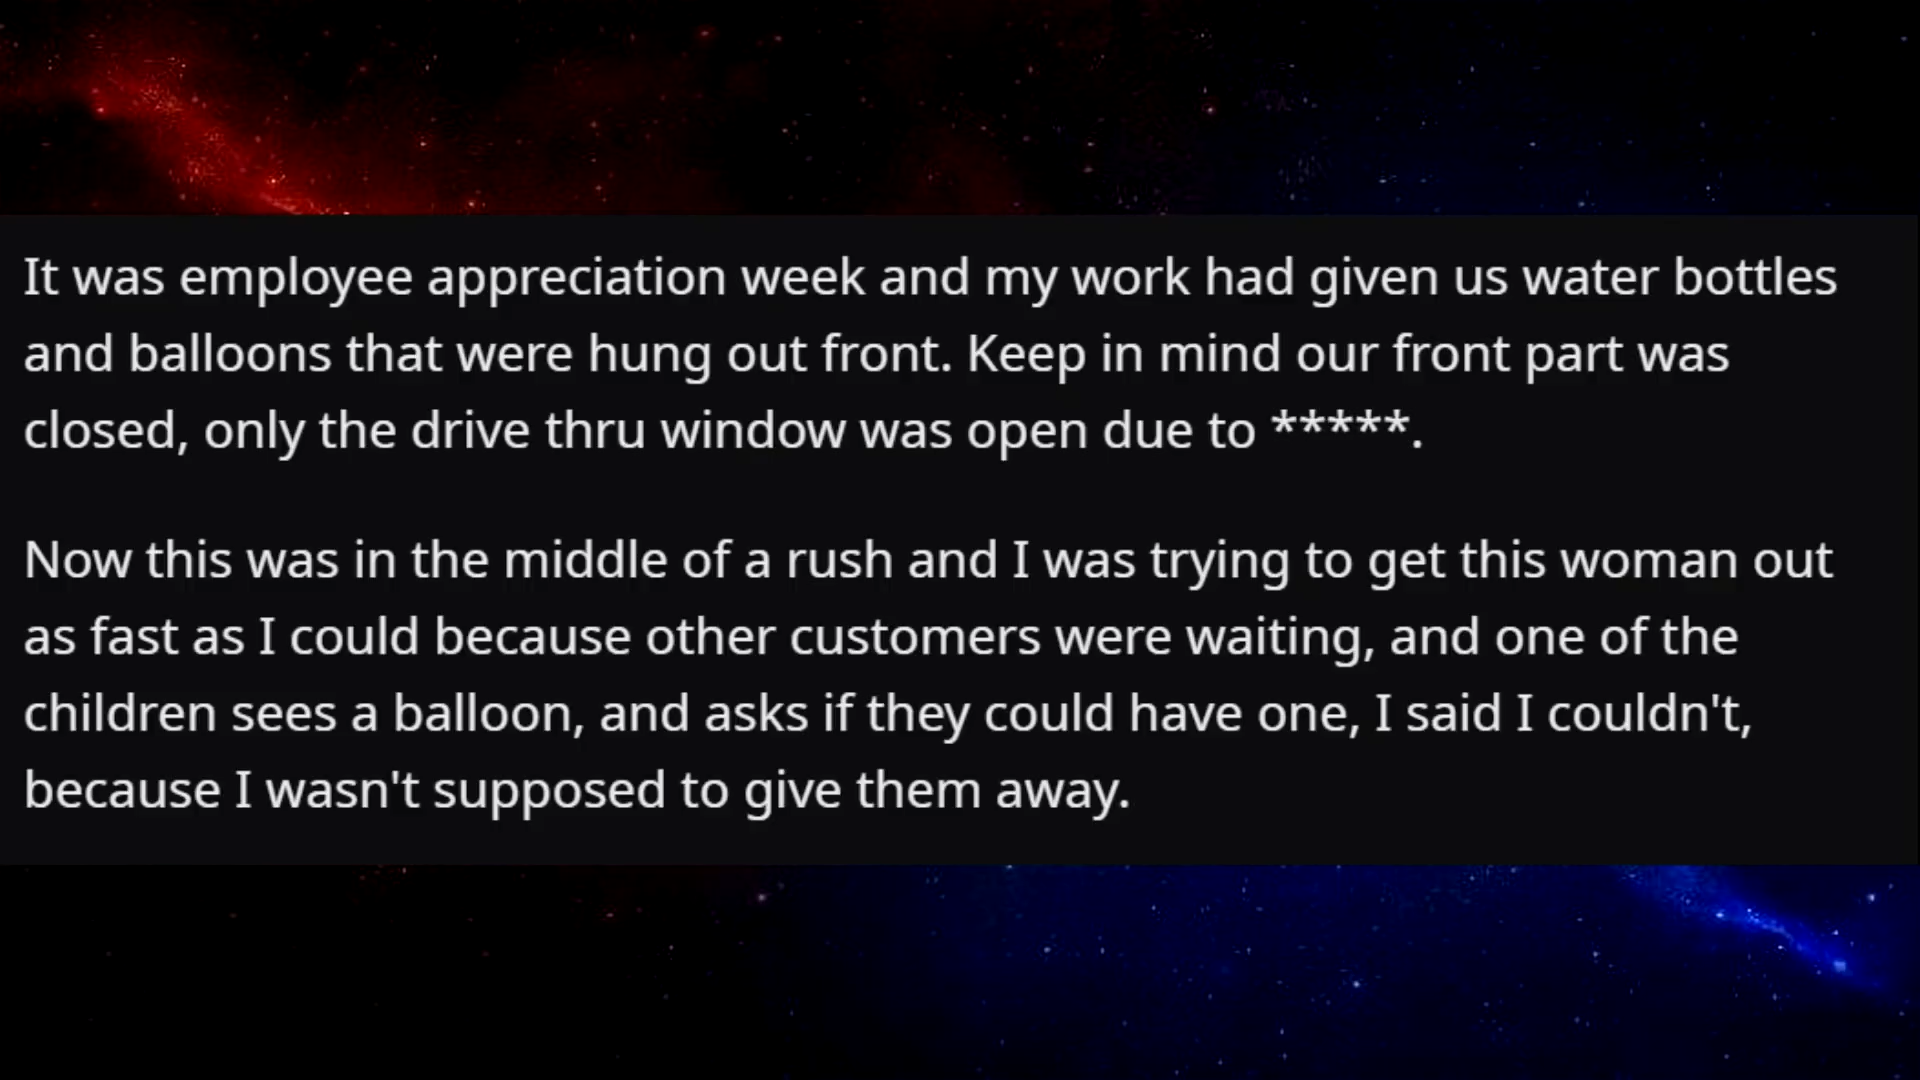 It was employee appreciation week and my work had given us water bottles
and balloons that were hung out front. Keep in mind our front part was
closed, only the drive thru window was open due to *****.
Now this was in the middle of a rush and I was trying to get this woman out
as fast as I could because other customers were waiting, and one of the
children sees a balloon, and asks if they could have one, I said I couldn't,
because I wasn't supposed to give them away.